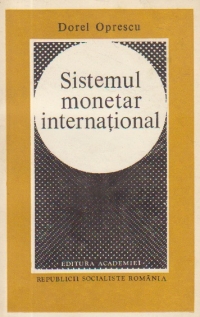 Dorel Oprescu
Sistemul
monetar
internațional
EDITURA ACADEMIEI
REPUBLICII SOCIALISTE ROMÂNIA